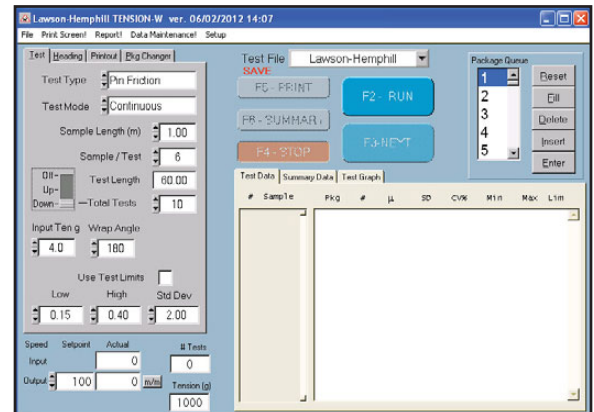 Lawson-Hemphill TENSION-W ver. 06/02/2012 14:07
File Print Screen! Report! Data Maintenance! Setup
Test Heading Printout Pkg Changer
Test Type Pin Friction
Test Mode Continuous
Sample Length (m) 1.00
Sample / Test 6
Off-
Up-
Down-
Test Length 60.00
Total Tests 10
Input Ten g Wrap Angle
4.0 180
Use Test Limits
Low High Std Dev
0.15 0.40 2.00
Speed Setpoint Actual # Tests
Input 0 0
Output 100 0 m/m Tension (g)
1000
Test File Lawson-Hemphill
SAVE
F5 - PRINT
F2 - RUN
F8 - SUMMARY
F4 - STOP
F3-NEXT
Package Queue
1
2
3
4
5
Reset
Fill
Delete
Insert
Enter
Test Data Summary Data Test Graph
# Sample Pkg # µ SD CV% Min Max Lim